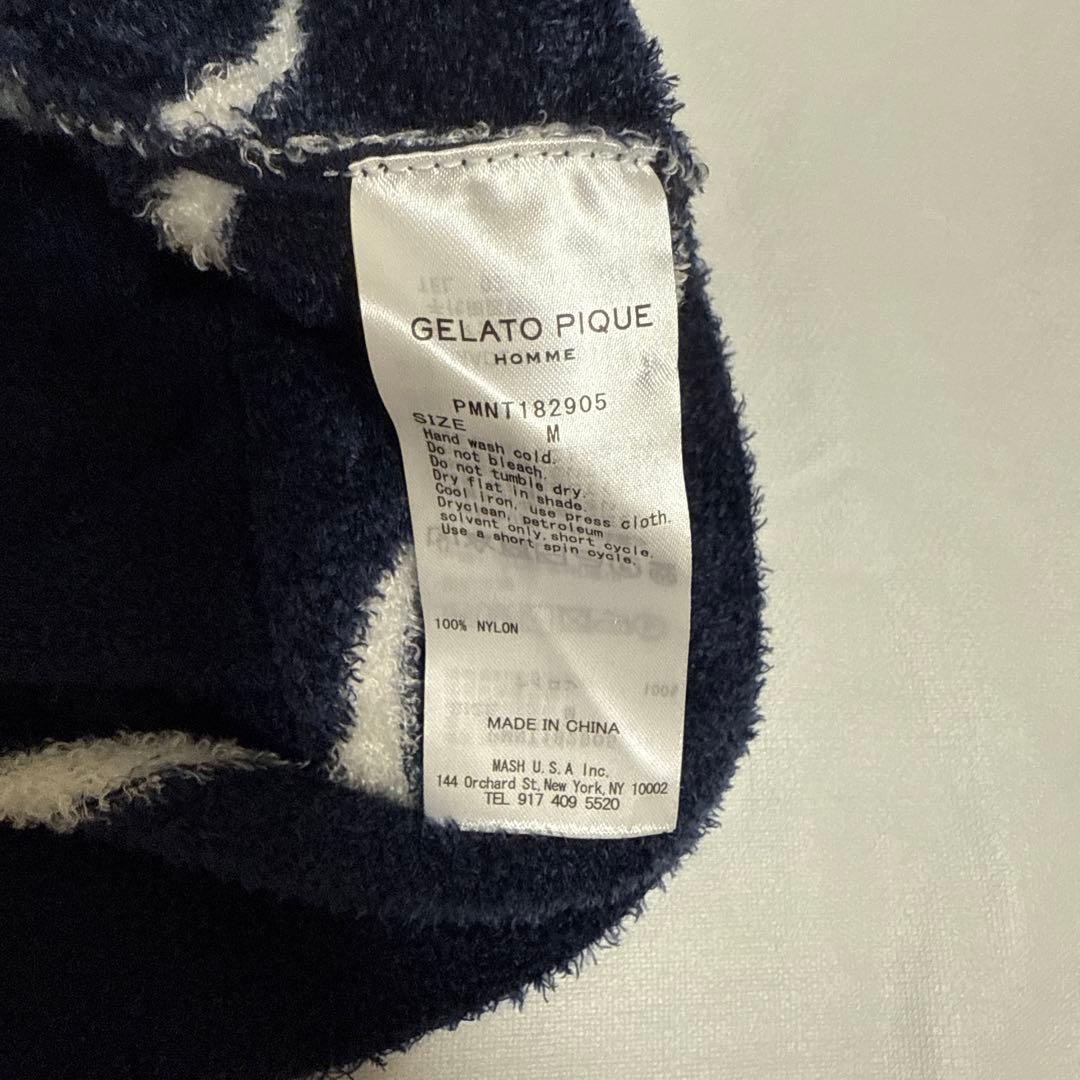 GELATO PIQUE
HOMME
PMNT182905
SIZE
M
Hand wash cold.
Do not bleach.
Do not tumble dry.
Dry flat in shade.
Cool iron, use press cloth.
Dryclean, petroleum
solvent only, short cycle.
Use a short spin cycle.
100% NYLON
MADE IN CHINA
MASH U.S.A Inc.
144 Orchard St, New York, NY 10002
TEL 917 409 5520